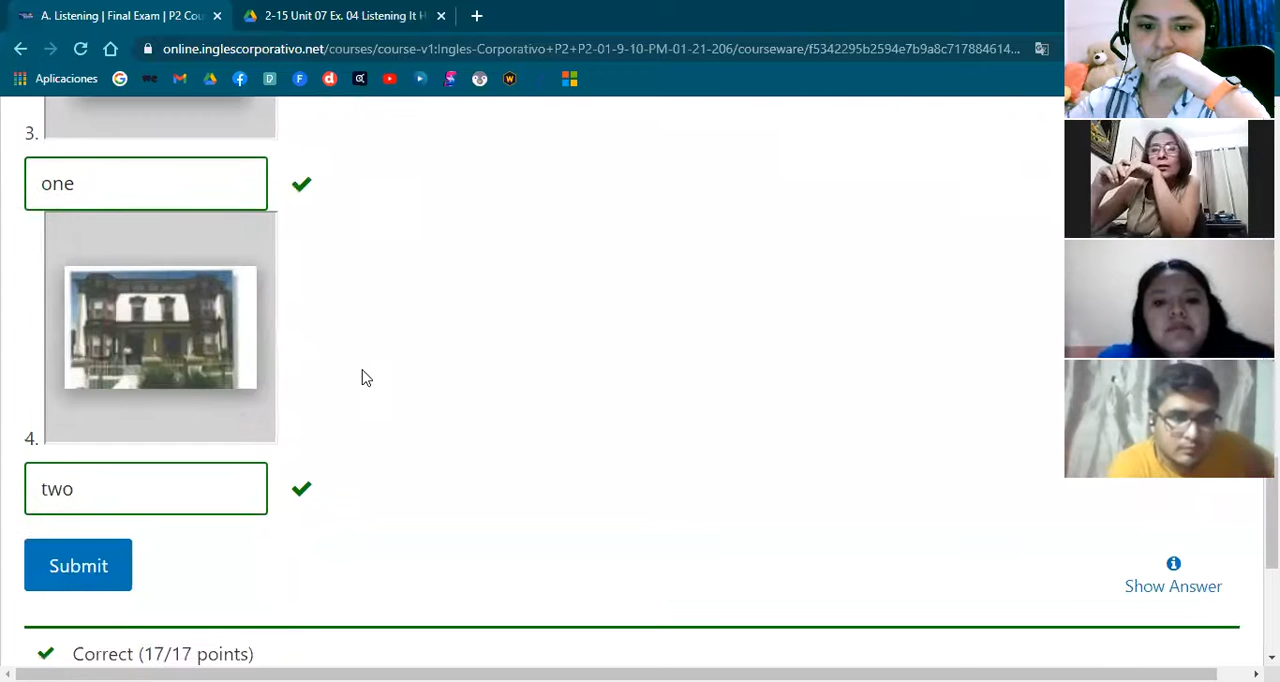 A. Listening | Final Exam | P2 Cou
2-15 Unit 07 Ex. 04 Listening It H
online.inglescorporativo.net/courses/course-v1:Ingles-Corporativo+P2+P2-01-9-10-PM-01-21-206/courseware/f5342295b2594e7b9a8c717884614...
Aplicaciones
3.
one
4.
two
Submit
Show Answer
Correct (17/17 points)